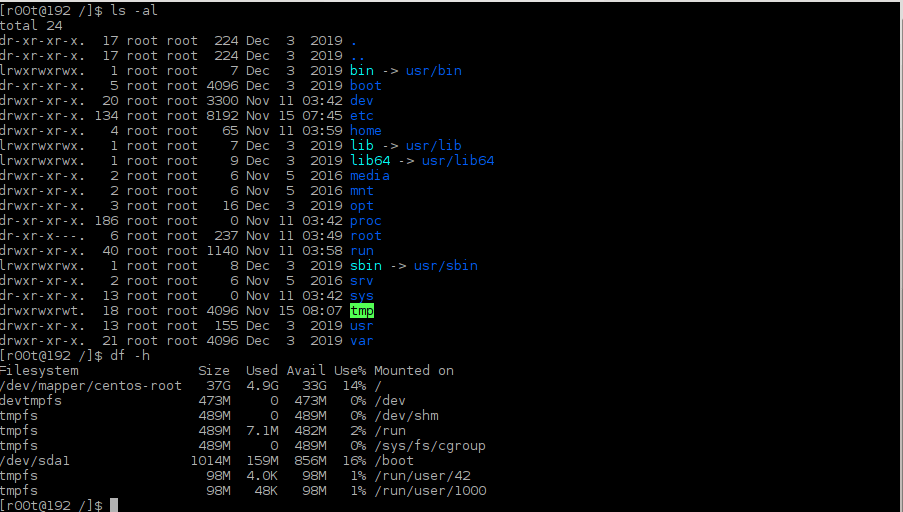 [r00t@192 /]$ ls -al
total 24
dr-xr-xr-x.  17 root root  224 Dec  3  2019 .
dr-xr-xr-x.  17 root root  224 Dec  3  2019 ..
lrwxrwxrwx.   1 root root    7 Dec  3  2019 bin -> usr/bin
dr-xr-xr-x.   5 root root 4096 Dec  3  2019 boot
drwxr-xr-x.  20 root root 3300 Nov 11 03:42 dev
drwxr-xr-x. 134 root root 8192 Nov 15 07:45 etc
drwxr-xr-x.   4 root root   65 Nov 11 03:59 home
lrwxrwxrwx.   1 root root    7 Dec  3  2019 lib -> usr/lib
lrwxrwxrwx.   1 root root    9 Dec  3  2019 lib64 -> usr/lib64
drwxr-xr-x.   2 root root    6 Nov  5  2016 media
drwxr-xr-x.   2 root root    6 Nov  5  2016 mnt
drwxr-xr-x.   3 root root   16 Dec  3  2019 opt
dr-xr-xr-x. 186 root root    0 Nov 11 03:42 proc
dr-xr-x---.   6 root root  237 Nov 11 03:49 root
drwxr-xr-x.  40 root root 1140 Nov 11 03:58 run
lrwxrwxrwx.   1 root root    8 Dec  3  2019 sbin -> usr/sbin
drwxr-xr-x.   2 root root    6 Nov  5  2016 srv
dr-xr-xr-x.  13 root root    0 Nov 11 03:42 sys
drwxrwxrwt.  18 root root 4096 Nov 15 08:07 tmp
drwxr-xr-x.  13 root root  155 Dec  3  2019 usr
drwxr-xr-x.  21 root root 4096 Dec  3  2019 var
[r00t@192 /]$ df -h
Filesystem               Size  Used Avail Use% Mounted on
/dev/mapper/centos-root   37G  4.9G   33G  14% /
devtmpfs                 473M     0  473M   0% /dev
tmpfs                    489M     0  489M   0% /dev/shm
tmpfs                    489M  7.1M  482M   2% /run
tmpfs                    489M     0  489M   0% /sys/fs/cgroup
/dev/sda1               1014M  159M  856M  16% /boot
tmpfs                     98M  4.0K   98M   1% /run/user/42
tmpfs                     98M   48K   98M   1% /run/user/1000
[r00t@192 /]$